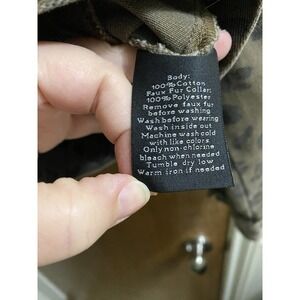 Body:
100% Cotton
Faux Fur Collar:
100% Polyester
Remove faux fur
before washing
Wash before wearing
Wash inside out
Machine wash cold
with like colors
Only non-chlorine
bleach when needed
Tumble dry low
Warm iron if needed